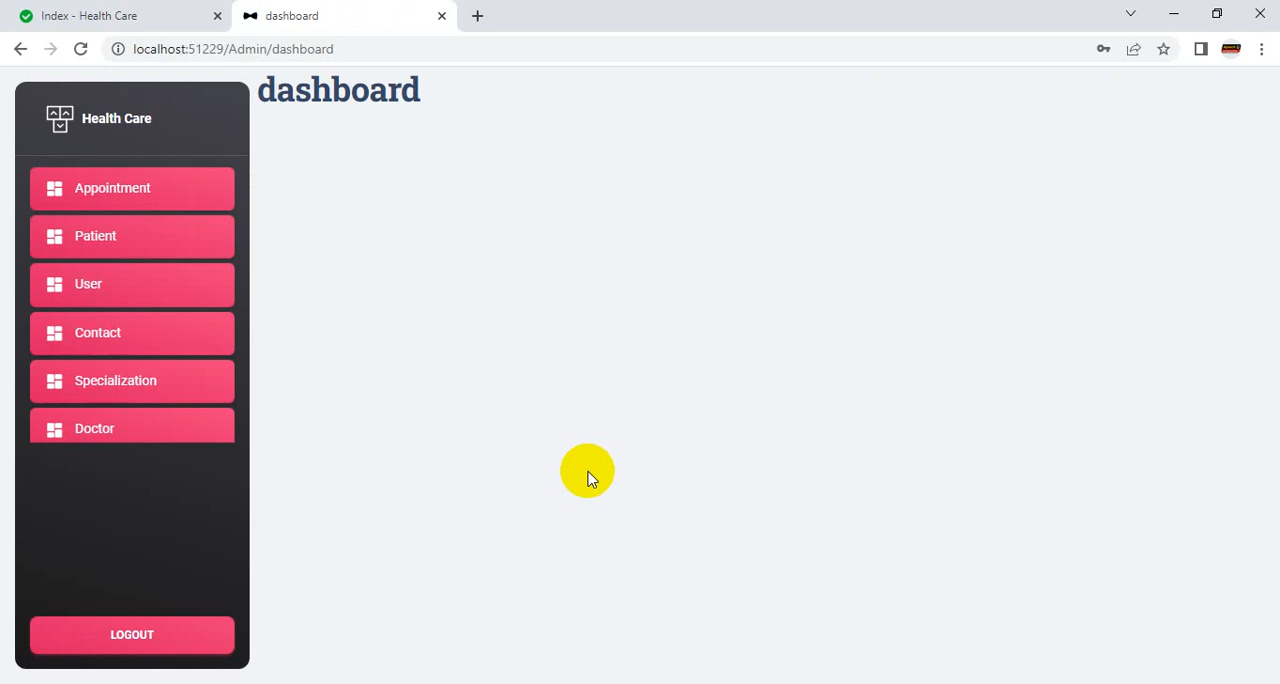 Index - Health Care
dashboard
localhost:51229/Admin/dashboard
dashboard
Health Care
Appointment
Patient
User
Contact
Specialization
Doctor
LOGOUT